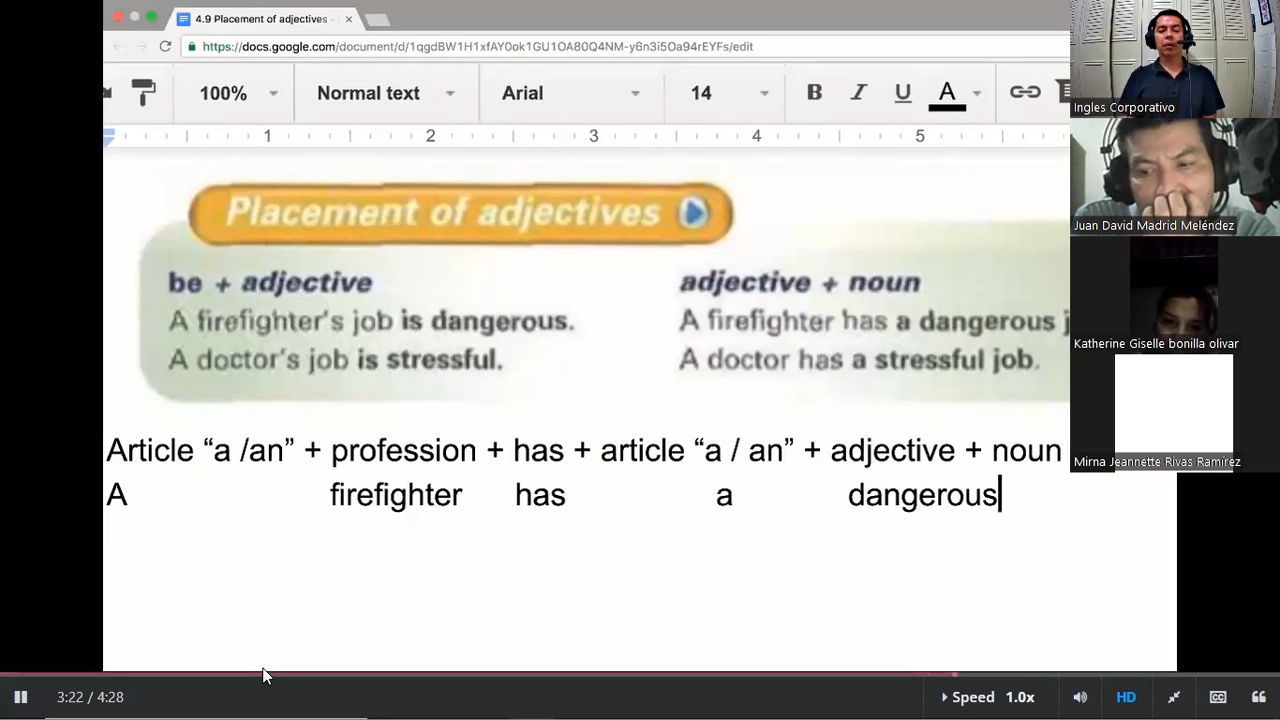 4.9 Placement of adjectives -
https://docs.google.com/document/d/1qgdBW1H1xfAY0ok1GU1OA80Q4NM-y6n3i5Oa94rEYFs/edit
100% Normal text Arial 14 B I U A
1 2 3 4 5
Placement of adjectives
be + adjective
A firefighter's job is dangerous.
A doctor's job is stressful.
adjective + noun
A firefighter has a dangerous j
A doctor has a stressful job.
Article “a /an” + profession + has + article “a / an” + adjective + noun
A firefighter has a dangerous
Ingles Corporativo
Juan David Madrid Meléndez
Katherine Giselle bonilla olivar
Mirna Jeannette Rivas Ramirez
3:22 / 4:28
Speed 1.0x
HD